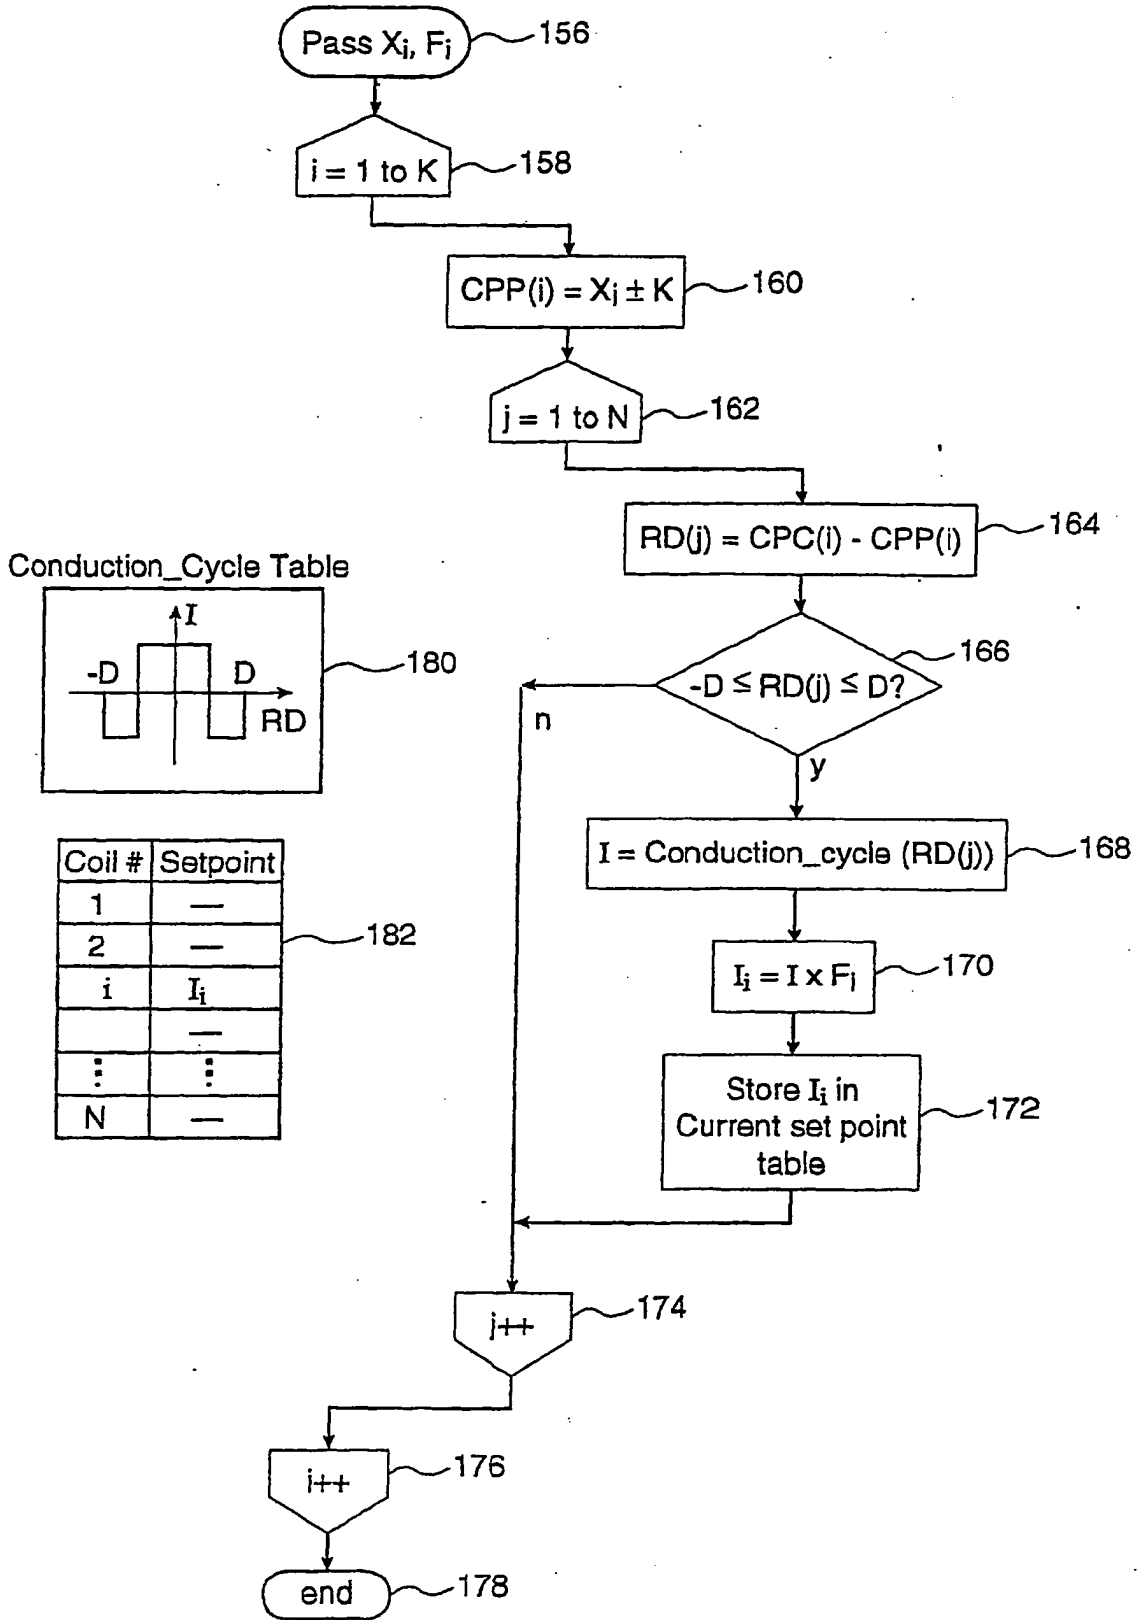 Pass Xj, Fj
156
i = 1 to K
158
CPP(i) = Xj ± K
160
j = 1 to N
162
RD(j) = CPC(i) - CPP(i)
164
-D ≤ RD(j) ≤ D?
166
n
y
I = Conduction_cycle (RD(j))
168
Ii = I x Fj
170
Store Ii in
Current set point
table
172
j++
174
i++
176
end
178
Conduction_Cycle Table
I
-D
D
RD
180
Coil # Setpoint
1 —
2 —
i Ii
—
⋮ ⋮
N —
182